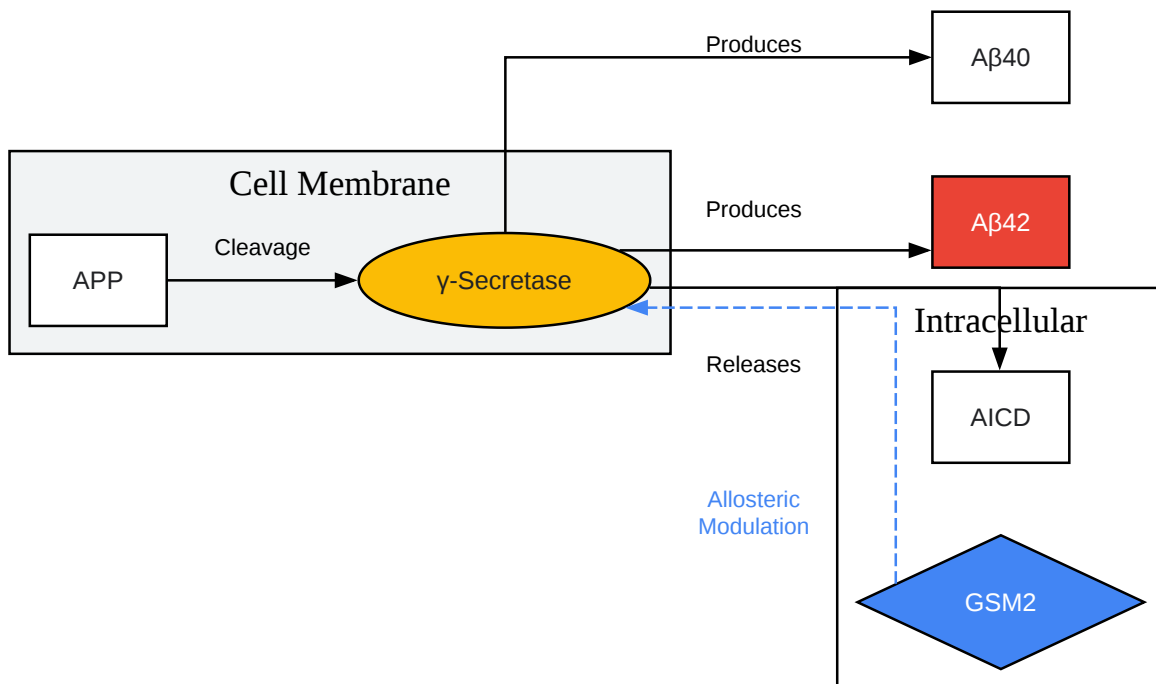 Produces
Aβ40
Cell Membrane
Produces
Aβ42
Cleavage
APP
γ-Secretase
Intracellular
Releases
AICD
Allosteric
Modulation
GSM2